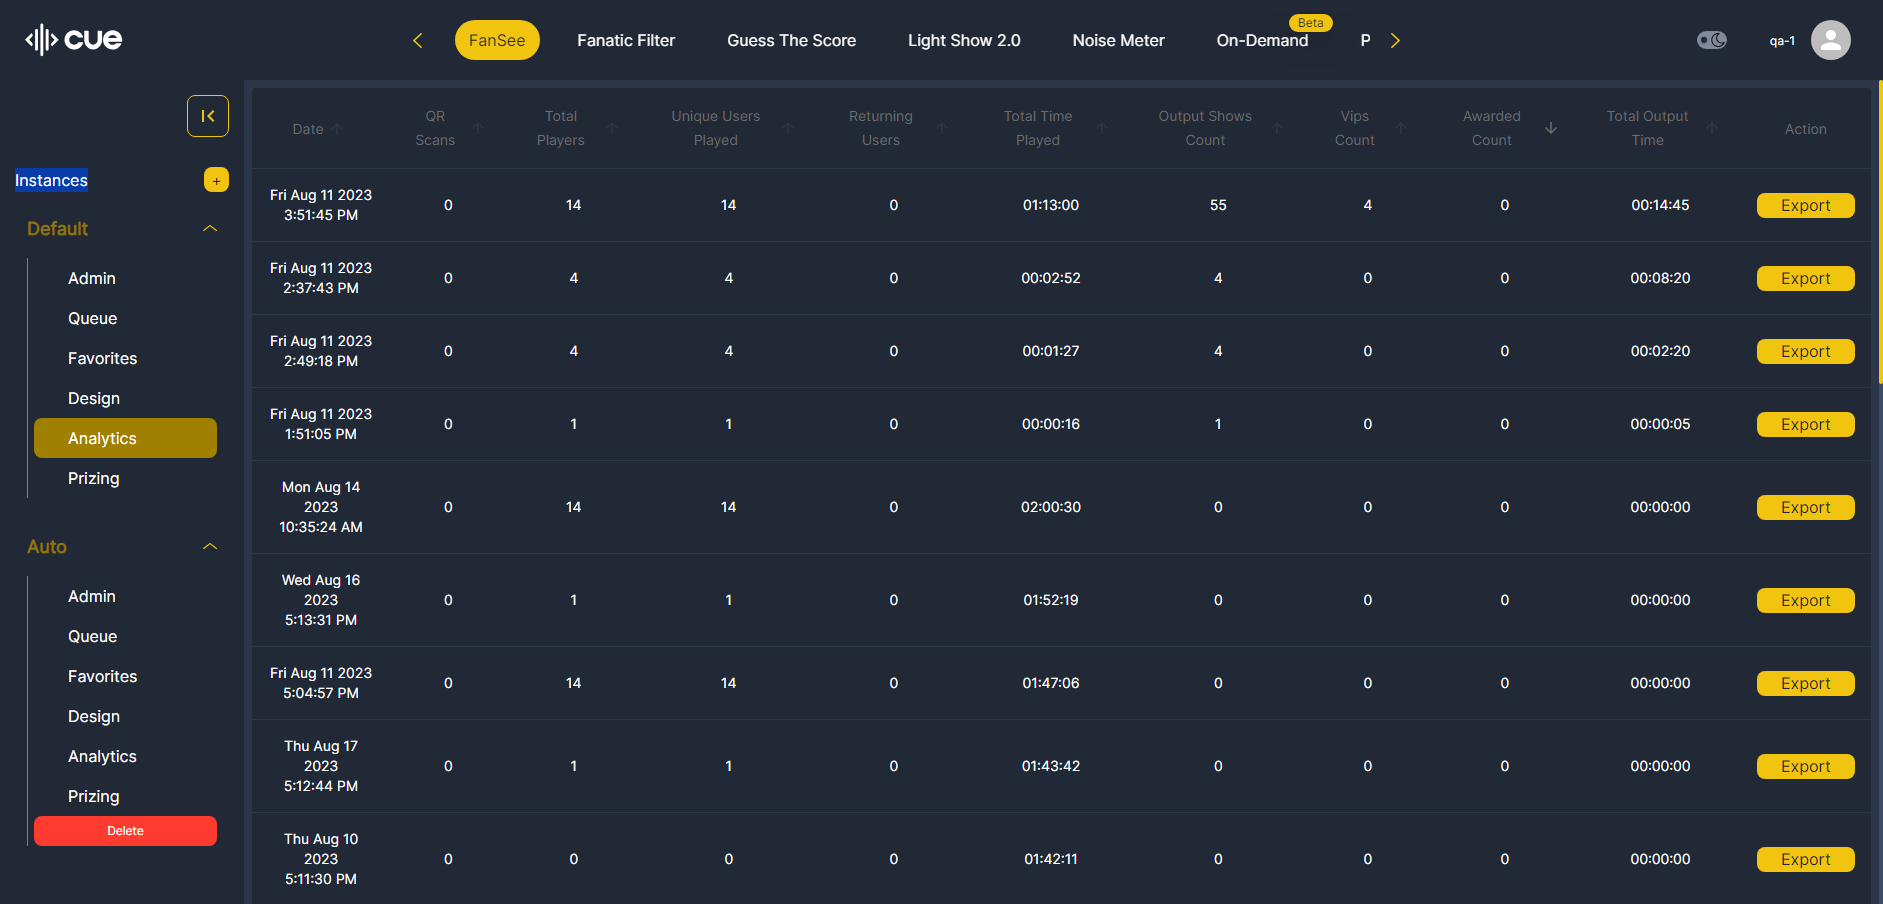 cue
FanSee
Fanatic Filter
Guess The Score
Light Show 2.0
Noise Meter
On-Demand
Beta
P
qa-1
Instances
+
Default
Admin
Queue
Favorites
Design
Analytics
Prizing
Auto
Admin
Queue
Favorites
Design
Analytics
Prizing
Delete
Date
QR
Scans
Total
Players
Unique Users
Played
Returning
Users
Total Time
Played
Output Shows
Count
Vips
Count
Awarded
Count
Total Output
Time
Action
Fri Aug 11 2023
3:51:45 PM
0
14
14
0
01:13:00
55
4
0
00:14:45
Export
Fri Aug 11 2023
2:37:43 PM
0
4
4
0
00:02:52
4
0
0
00:08:20
Export
Fri Aug 11 2023
2:49:18 PM
0
4
4
0
00:01:27
4
0
0
00:02:20
Export
Fri Aug 11 2023
1:51:05 PM
0
1
1
0
00:00:16
1
0
0
00:00:05
Export
Mon Aug 14
2023
10:35:24 AM
0
14
14
0
02:00:30
0
0
0
00:00:00
Export
Wed Aug 16
2023
5:13:31 PM
0
1
1
0
01:52:19
0
0
0
00:00:00
Export
Fri Aug 11 2023
5:04:57 PM
0
14
14
0
01:47:06
0
0
0
00:00:00
Export
Thu Aug 17
2023
5:12:44 PM
0
1
1
0
01:43:42
0
0
0
00:00:00
Export
Thu Aug 10
2023
5:11:30 PM
0
0
0
0
01:42:11
0
0
0
00:00:00
Export